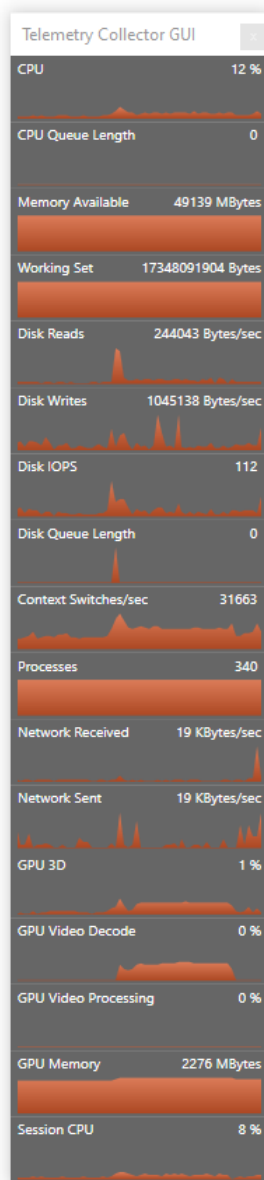 Telemetry Collector GUI x
CPU 12 %
CPU Queue Length 0
Memory Available 49139 MBytes
Working Set 17348091904 Bytes
Disk Reads 244043 Bytes/sec
Disk Writes 1045138 Bytes/sec
Disk IOPS 112
Disk Queue Length 0
Context Switches/sec 31663
Processes 340
Network Received 19 KBytes/sec
Network Sent 19 KBytes/sec
GPU 3D 1 %
GPU Video Decode 0 %
GPU Video Processing 0 %
GPU Memory 2276 MBytes
Session CPU 8 %